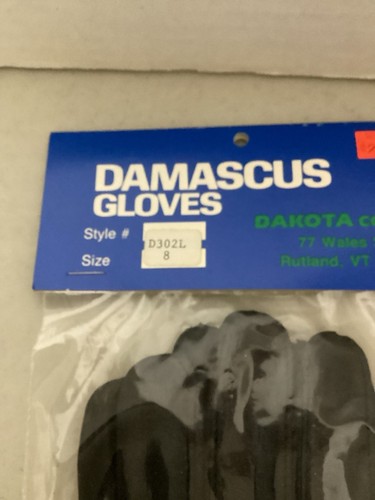 DAMASCUS
GLOVES
Style #
D302L
Size
8
DAKOTA
77 Wales
Rutland, VT